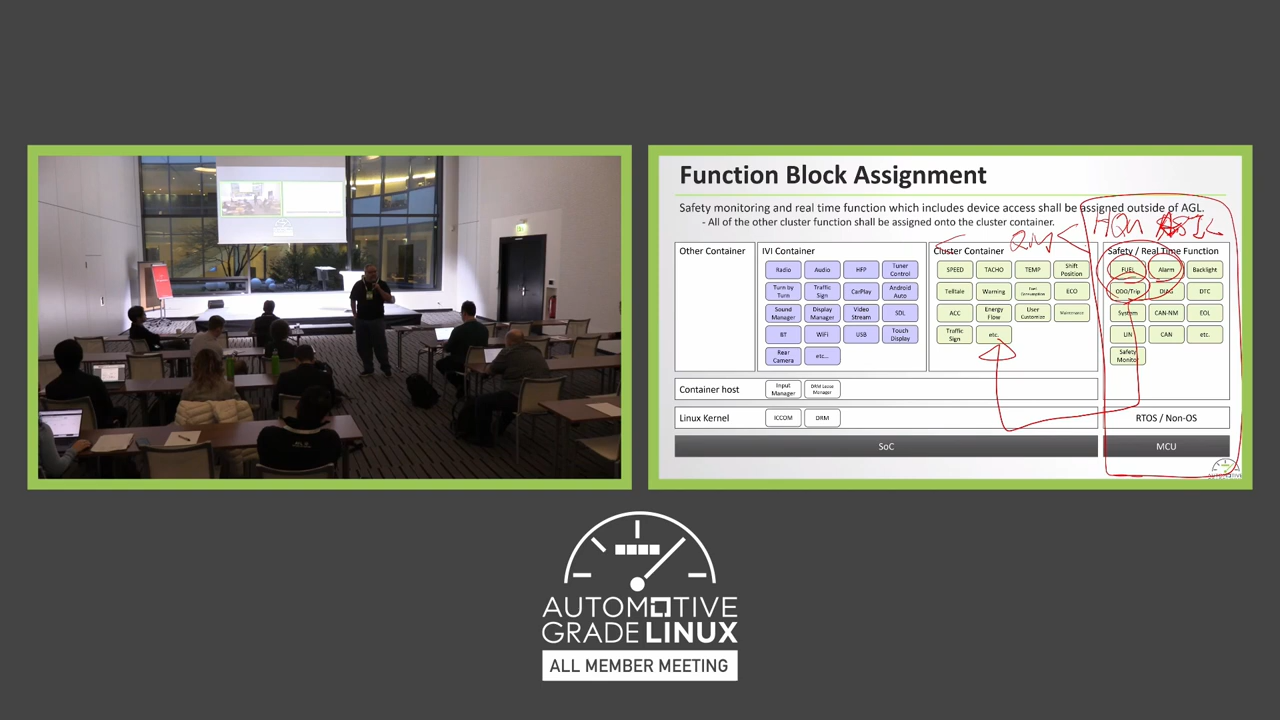 Function Block Assignment
Safety monitoring and real time function which includes device access shall be assigned outside of AGL.
- All of the other cluster function shall be assigned onto the cluster container.
QM
Other Container
IVI Container
Cluster Container
Safety / Real Time Function
Radio Audio HFP Tuner Control
Turn by Turn Traffic Sign CarPlay Android Auto
Sound Manager Display Manager Video Stream SDL
BT WiFi USB Touch Display
Rear Camera etc...
SPEED TACHO TEMP Shift Position
Telltale Warning Fuel Consumption ECO
ACC Energy Flow User Customize Maintenance
Traffic Sign etc.
FUEL Alarm Backlight
ODO/Trip DIAG DTC
System CAN-NM EOL
LIN CAN etc.
Safety Monitor
Container host
Input Manager DRM Lease Manager
Linux Kernel
ICCOM DRM
RTOS / Non-OS
SoC
MCU
AUTOMOTIVE
GRADE LINUX
ALL MEMBER MEETING